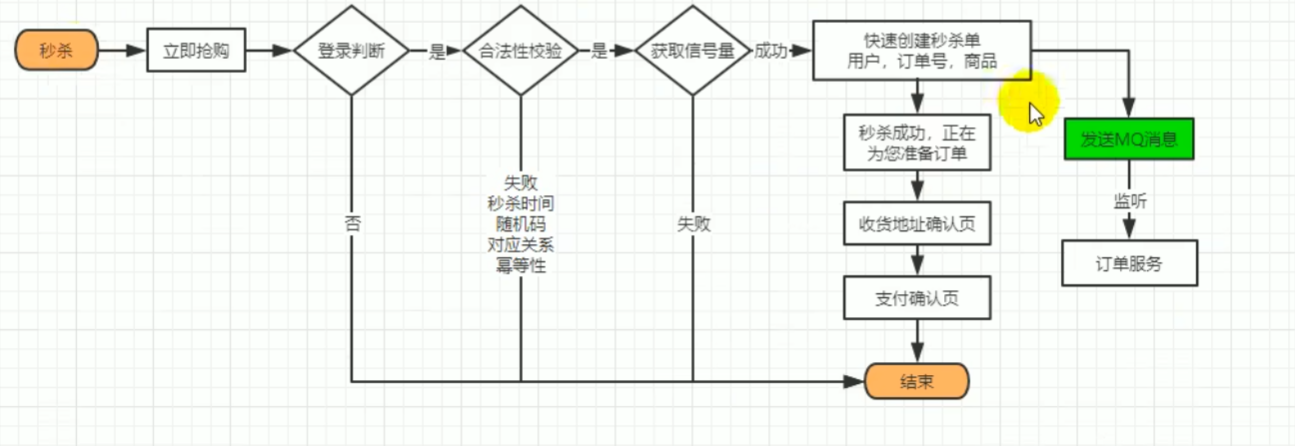 秒杀
立即抢购
登录判断
是
合法性校验
是
获取信号量
成功
快速创建秒杀单
用户，订单号，商品
秒杀成功，正在
为您准备订单
发送MQ消息
监听
否
失败
秒杀时间
随机码
对应关系
幂等性
失败
收货地址确认页
订单服务
支付确认页
结束